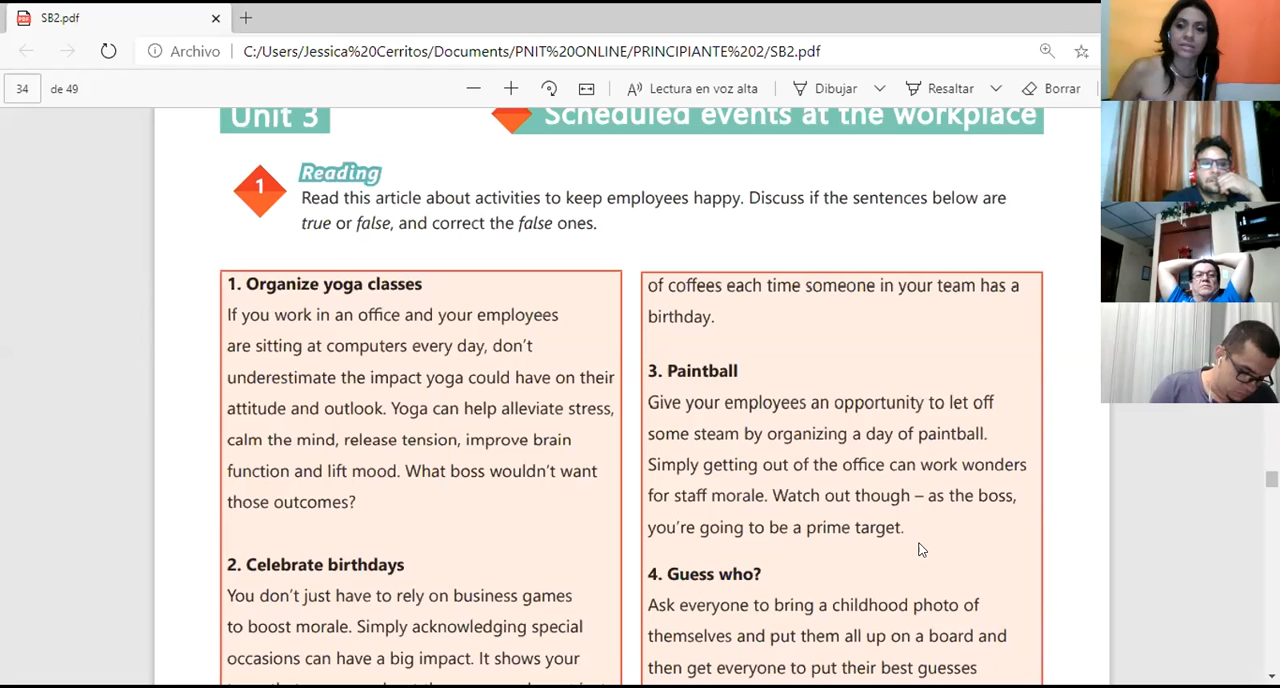 SB2.pdf
Archivo
C:/Users/Jessica%20Cerritos/Documents/PNIT%20ONLINE/PRINCIPIANTE%202/SB2.pdf
34 de 49
Lectura en voz alta
Dibujar
Resaltar
Borrar
Unit 3
Scheduled events at the workplace
1
Reading
Read this article about activities to keep employees happy. Discuss if the sentences below are
true or false, and correct the false ones.
1. Organize yoga classes
If you work in an office and your employees
are sitting at computers every day, don't
underestimate the impact yoga could have on their
attitude and outlook. Yoga can help alleviate stress,
calm the mind, release tension, improve brain
function and lift mood. What boss wouldn't want
those outcomes?
2. Celebrate birthdays
You don't just have to rely on business games
to boost morale. Simply acknowledging special
occasions can have a big impact. It shows your
of coffees each time someone in your team has a
birthday.
3. Paintball
Give your employees an opportunity to let off
some steam by organizing a day of paintball.
Simply getting out of the office can work wonders
for staff morale. Watch out though – as the boss,
you're going to be a prime target.
4. Guess who?
Ask everyone to bring a childhood photo of
themselves and put them all up on a board and
then get everyone to put their best guesses